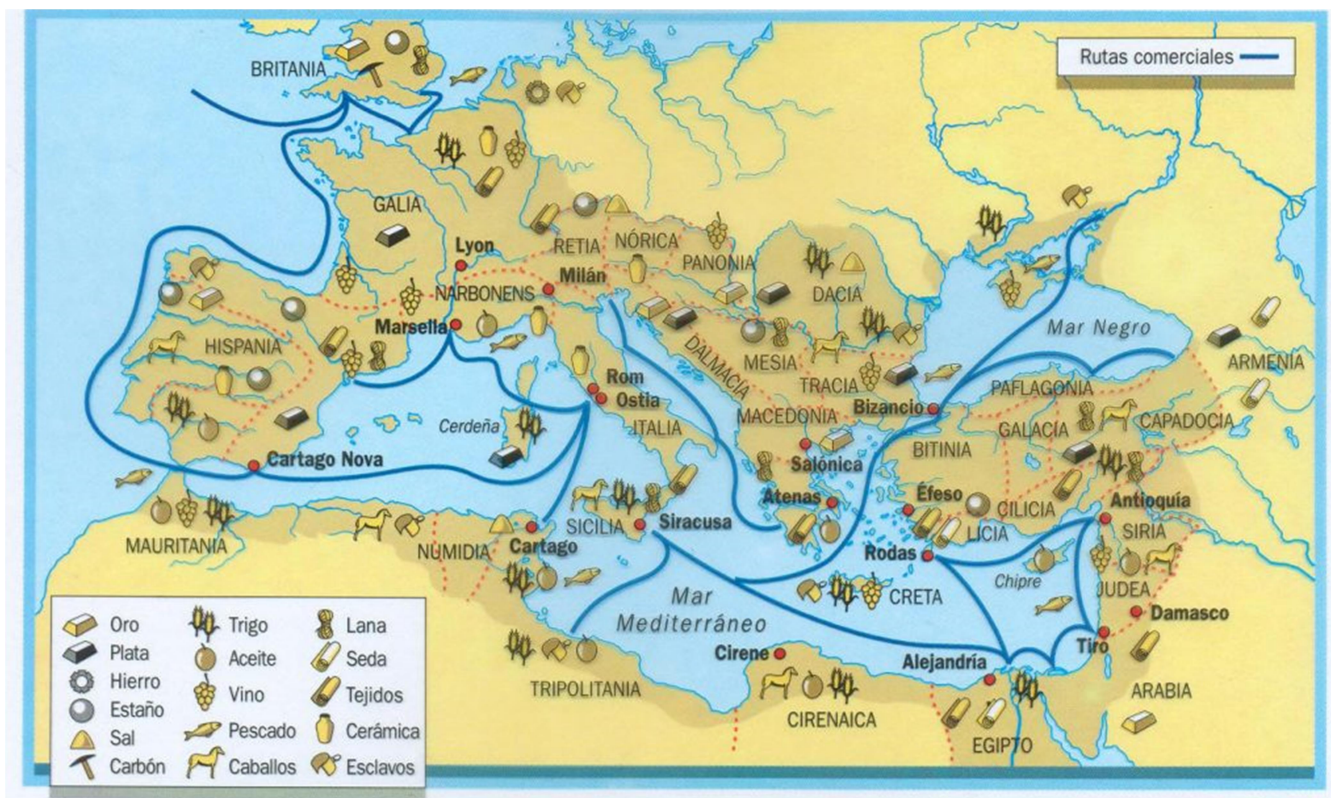 Rutas comerciales
BRITANIA
GALIA
Lyon
RETIA
NÓRICA
PANONIA
Milán
NARBONENS
DACIA
Marsella
HISPANIA
Mar Negro
ARMENIA
DALMACIA
MESIA
TRACIA
PAFLAGONIA
Rom
Ostia
Bizancio
Cerdeña
ITALIA
MACEDONIA
BITINIA
GALACIA
CAPADOCIA
Cartago Nova
Salónica
Atenas
Éfeso
CILICIA
Antioquía
SICILIA
Siracusa
LICIA
SIRIA
MAURITANIA
NUMIDIA
Cartago
Rodas
Chipre
JUDEA
CRETA
Damasco
Mar
Mediterráneo
Tiro
Cirene
Alejandría
TRIPOLITANIA
CIRENAICA
EGIPTO
ARABIA
Oro
Plata
Hierro
Estaño
Sal
Carbón
Trigo
Aceite
Vino
Pescado
Caballos
Lana
Seda
Tejidos
Cerámica
Esclavos